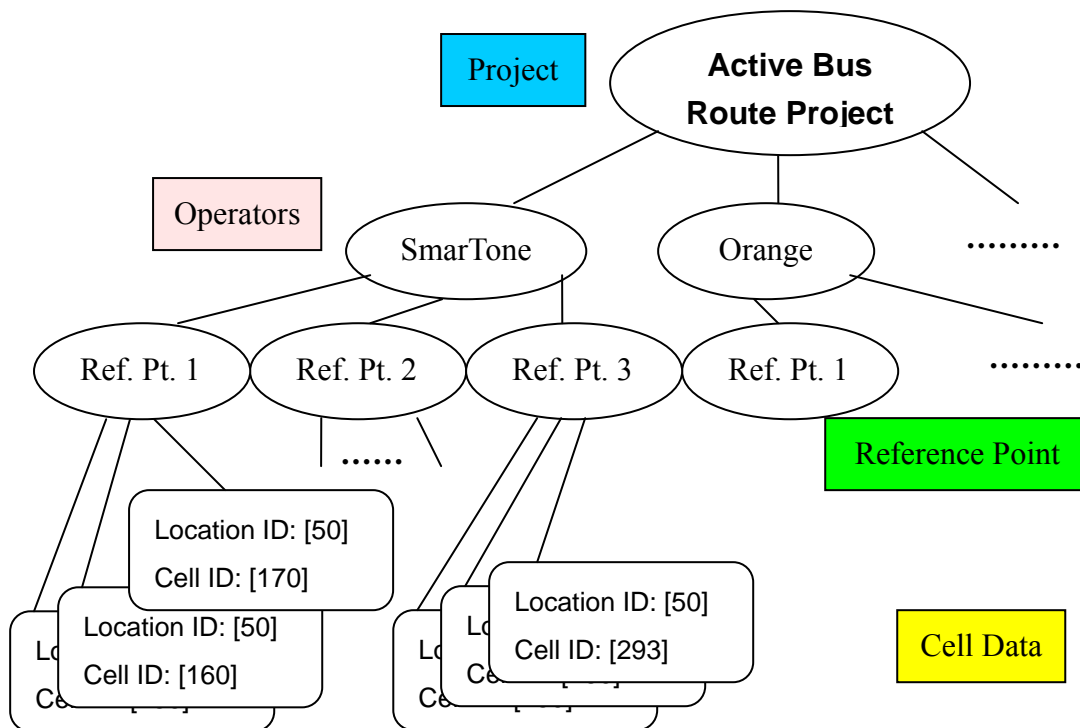 Project
Active Bus
Route Project
Operators
SmarTone
Orange
.........
Ref. Pt. 1
Ref. Pt. 2
Ref. Pt. 3
Ref. Pt. 1
.........
......
Reference Point
Location ID: [50]
Cell ID: [170]
Location ID: [50]
Cell ID: [160]
Location ID: [50]
Cell ID: [293]
Cell Data